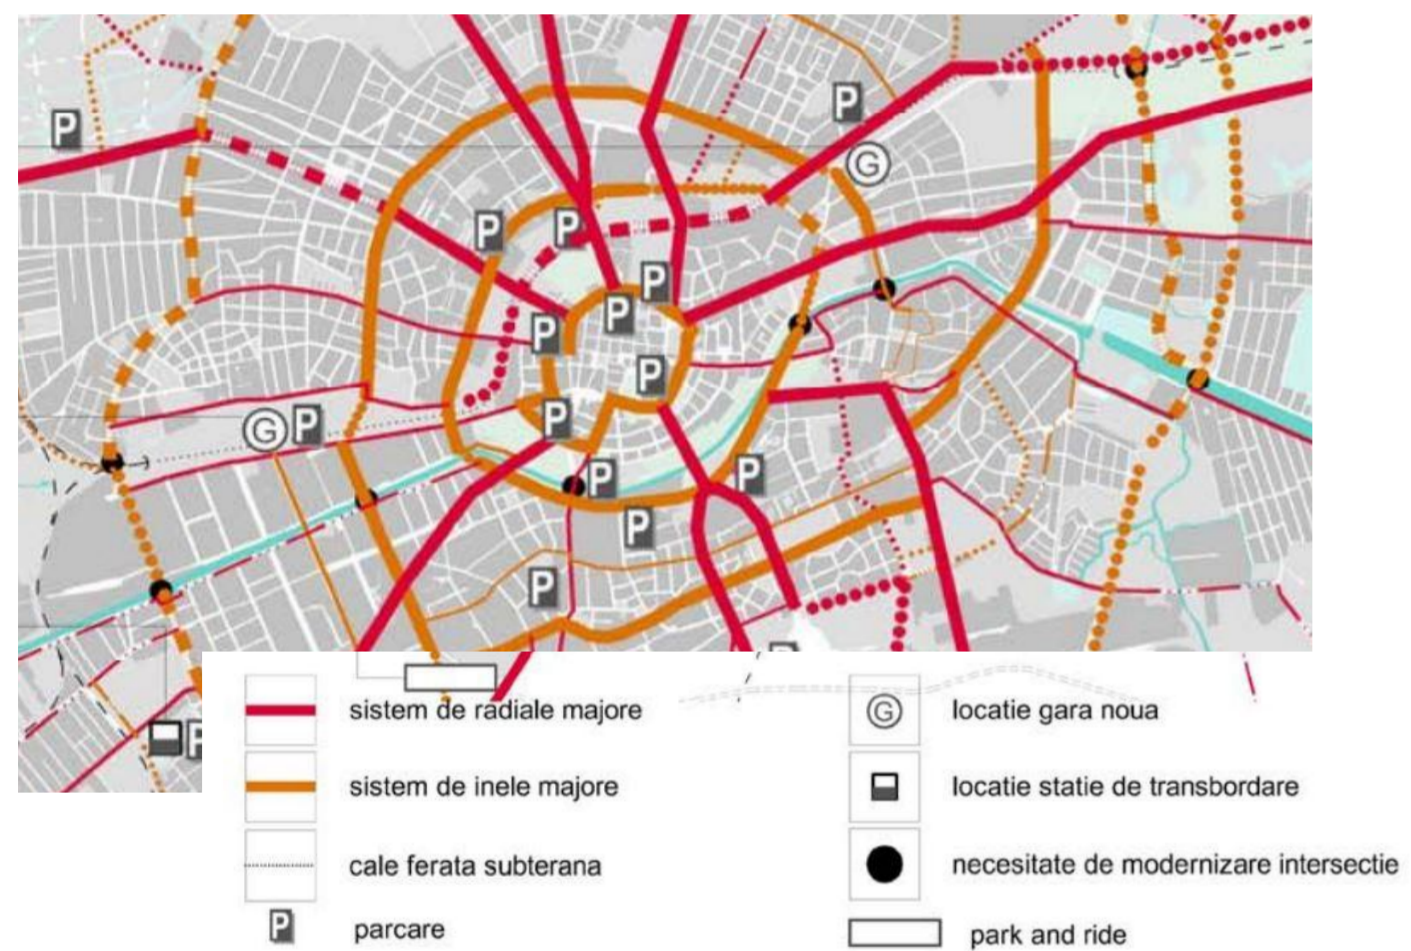 P
P
G
P
P
P
P
P
P
P
G
P
P
P
P
P
P
P
P
sistem de radiale majore
G
locatie gara noua
sistem de inele majore
locatie statie de transbordare
cale ferata subterana
necesitate de modernizare intersectie
P
parcare
park and ride